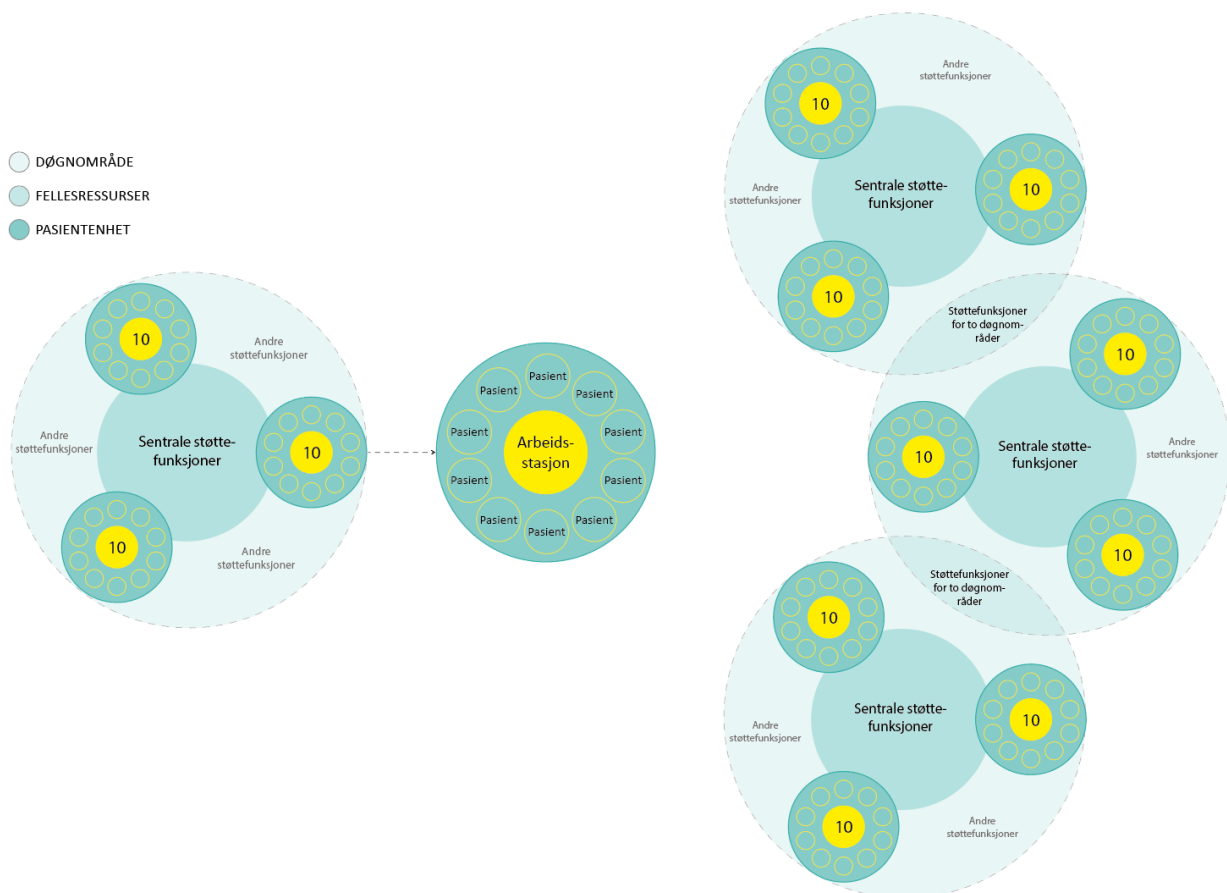 DØGNOMRÅDE
FELLESRESSURSER
PASIENTENHET
10
Andre
støttefunksjoner
Andre
støttefunksjoner
Sentrale støtte-
funksjoner
10
10
Andre
støttefunksjoner
Pasient
Pasient
Pasient
Pasient
Pasient
Arbeids-
stasjon
Pasient
Pasient
Pasient
Pasient
Pasient
Andre
støttefunksjoner
10
Andre
støttefunksjoner
Sentrale støtte-
funksjoner
10
10
Støttefunksjoner
for to døgnom-
råder
10
10
Sentrale støtte-
funksjoner
Andre
støttefunksjoner
10
Støttefunksjoner
for to døgnom-
råder
10
Andre
støttefunksjoner
Sentrale støtte-
funksjoner
10
10
Andre
støttefunksjoner